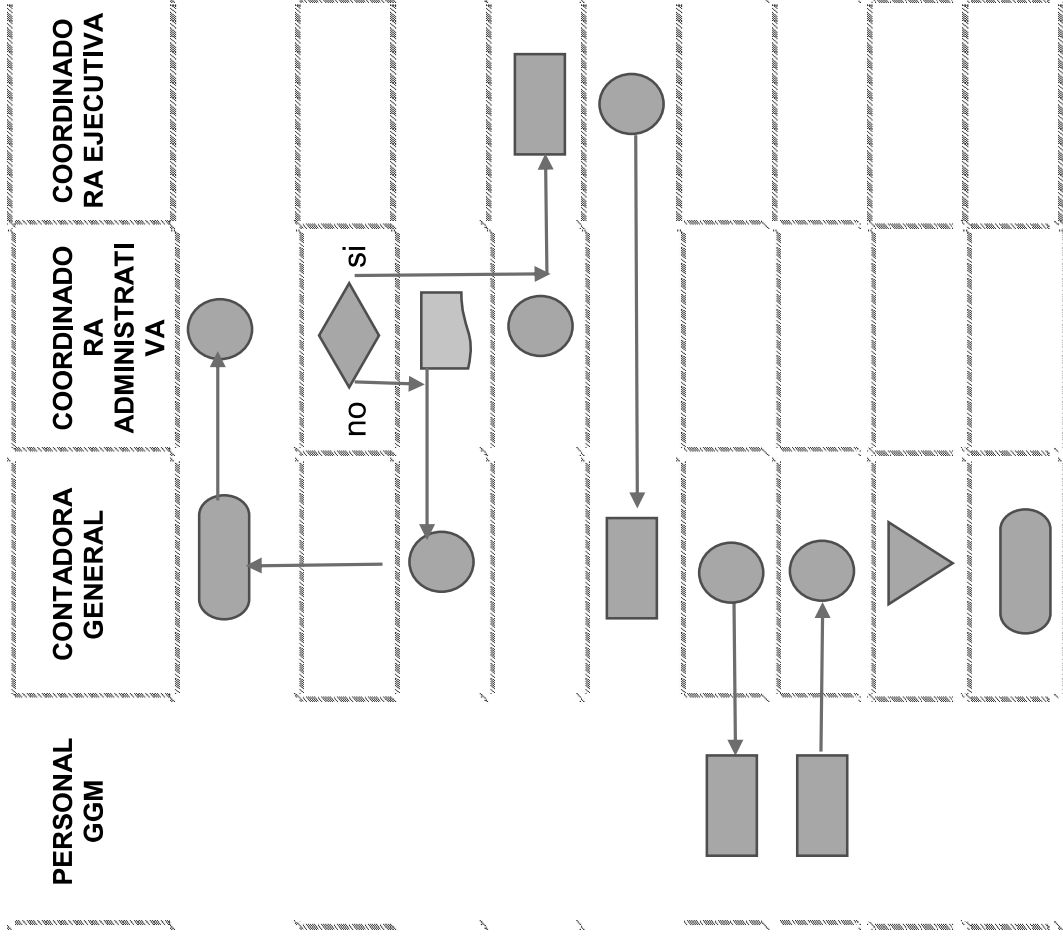 PERSONAL
GGM
CONTADORA
GENERAL
COORDINADO
RA
ADMINISTRATI
VA
COORDINADO
RA EJECUTIVA
no
si